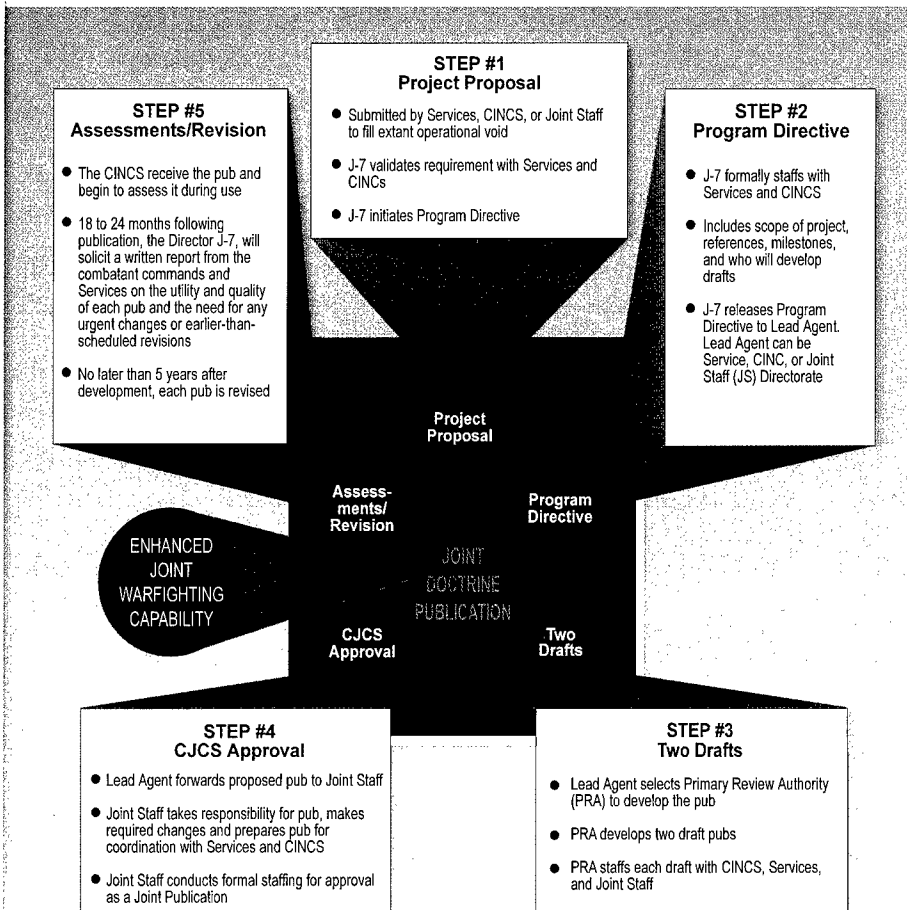 STEP #1
Project Proposal
● Submitted by Services, CINCS, or Joint Staff
to fill extant operational void
● J-7 validates requirement with Services and
CINCs
● J-7 initiates Program Directive
STEP #2
Program Directive
● J-7 formally staffs with
Services and CINCS
● Includes scope of project,
references, milestones,
and who will develop
drafts
● J-7 releases Program
Directive to Lead Agent.
Lead Agent can be
Service, CINC, or Joint
Staff (JS) Directorate
STEP #3
Two Drafts
● Lead Agent selects Primary Review Authority
(PRA) to develop the pub
● PRA develops two draft pubs
● PRA staffs each draft with CINCS, Services,
and Joint Staff
STEP #4
CJCS Approval
● Lead Agent forwards proposed pub to Joint Staff
● Joint Staff takes responsibility for pub, makes
required changes and prepares pub for
coordination with Services and CINCS
● Joint Staff conducts formal staffing for approval
as a Joint Publication
STEP #5
Assessments/Revision
● The CINCS receive the pub and
begin to assess it during use
● 18 to 24 months following
publication, the Director J-7, will
solicit a written report from the
combatant commands and
Services on the utility and quality
of each pub and the need for any
urgent changes or earlier-than-
scheduled revisions
● No later than 5 years after
development, each pub is revised
Project
Proposal
Program
Directive
Two
Drafts
CJCS
Approval
Assess-
ments/
Revision
JOINT
DOCTRINE
PUBLICATION
ENHANCED
JOINT
WARFIGHTING
CAPABILITY